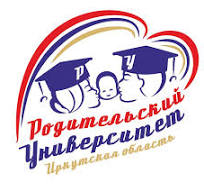 Р У
Родительский
Университет
Иркутская область